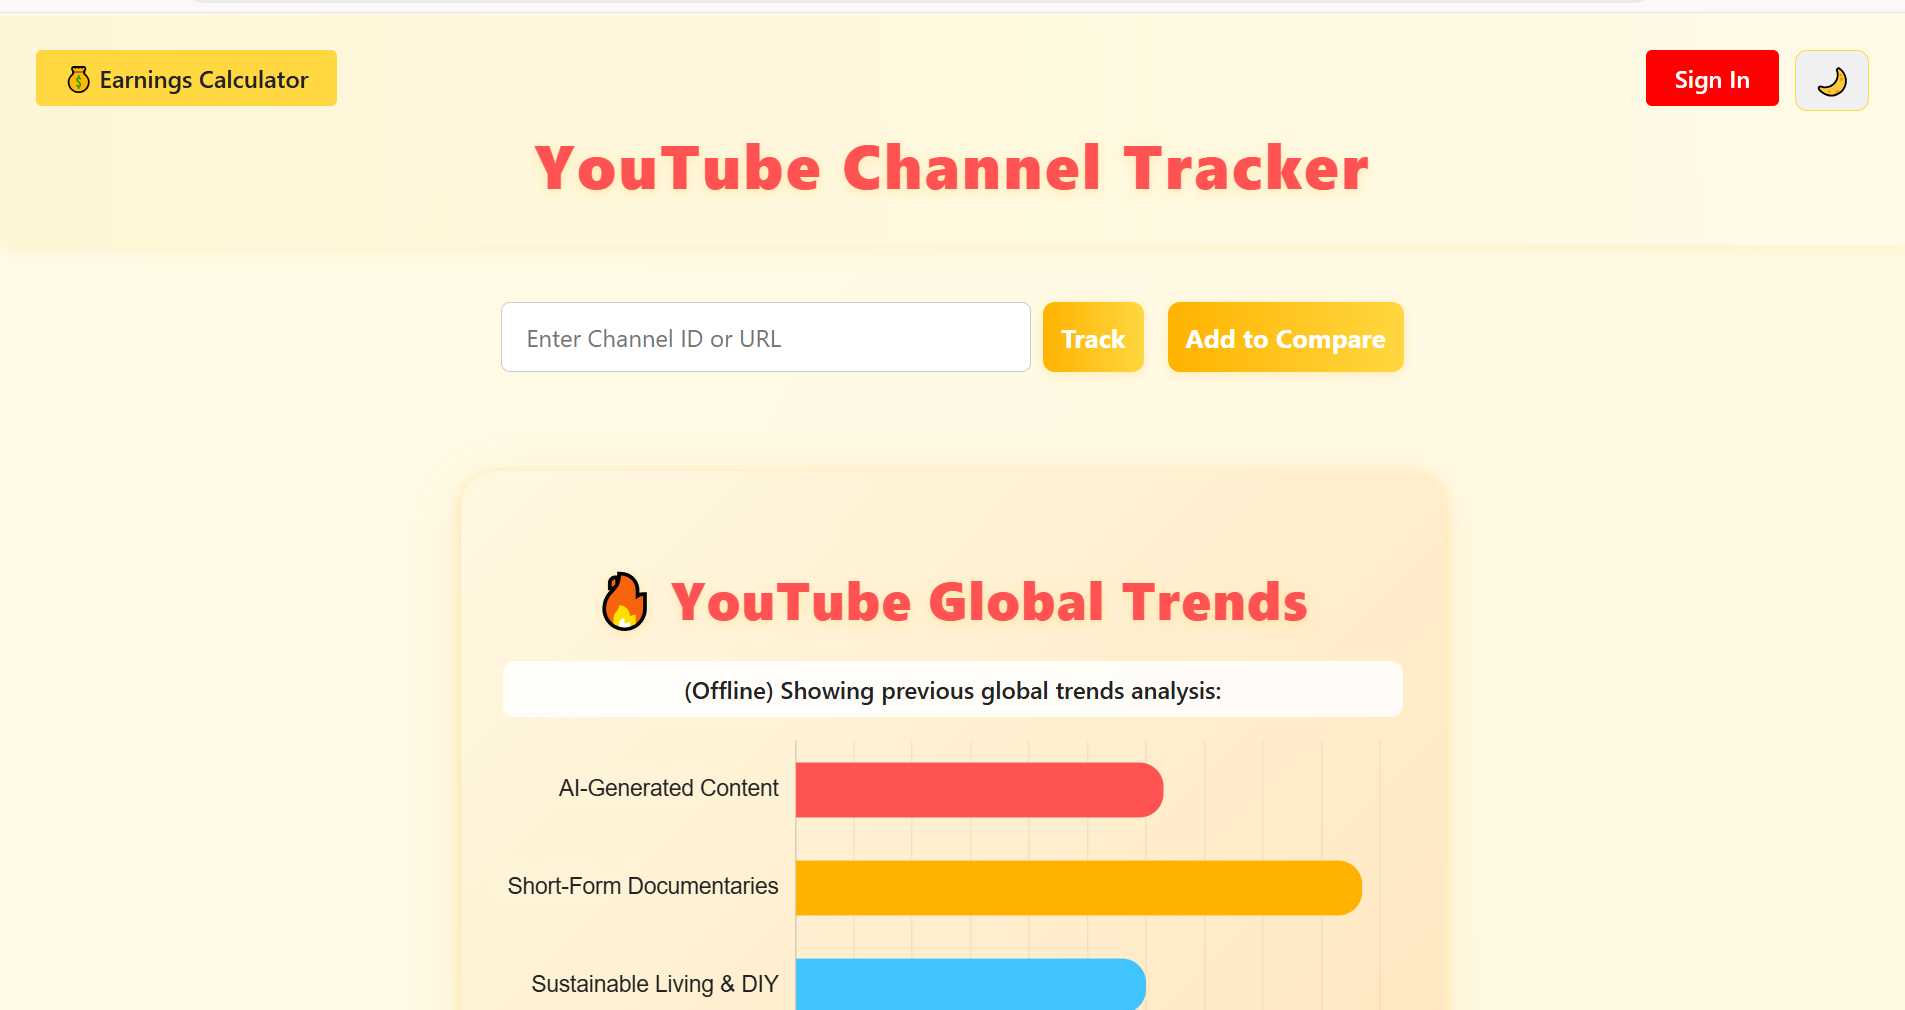 Earnings Calculator
Sign In
YouTube Channel Tracker
Enter Channel ID or URL
Track
Add to Compare
YouTube Global Trends
(Offline) Showing previous global trends analysis:
AI-Generated Content
Short-Form Documentaries
Sustainable Living & DIY